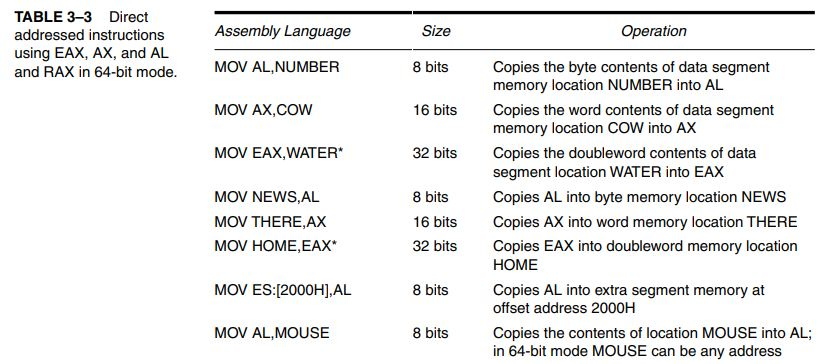 TABLE 3–3 Direct
addressed instructions
using EAX, AX, and AL
and RAX in 64-bit mode.
Assembly Language Size Operation
MOV AL,NUMBER 8 bits Copies the byte contents of data segment
memory location NUMBER into AL
MOV AX,COW 16 bits Copies the word contents of data segment
memory location COW into AX
MOV EAX,WATER* 32 bits Copies the doubleword contents of data
segment location WATER into EAX
MOV NEWS,AL 8 bits Copies AL into byte memory location NEWS
MOV THERE,AX 16 bits Copies AX into word memory location THERE
MOV HOME,EAX* 32 bits Copies EAX into doubleword memory location
HOME
MOV ES:[2000H],AL 8 bits Copies AL into extra segment memory at
offset address 2000H
MOV AL,MOUSE 8 bits Copies the contents of location MOUSE into AL;
in 64-bit mode MOUSE can be any address